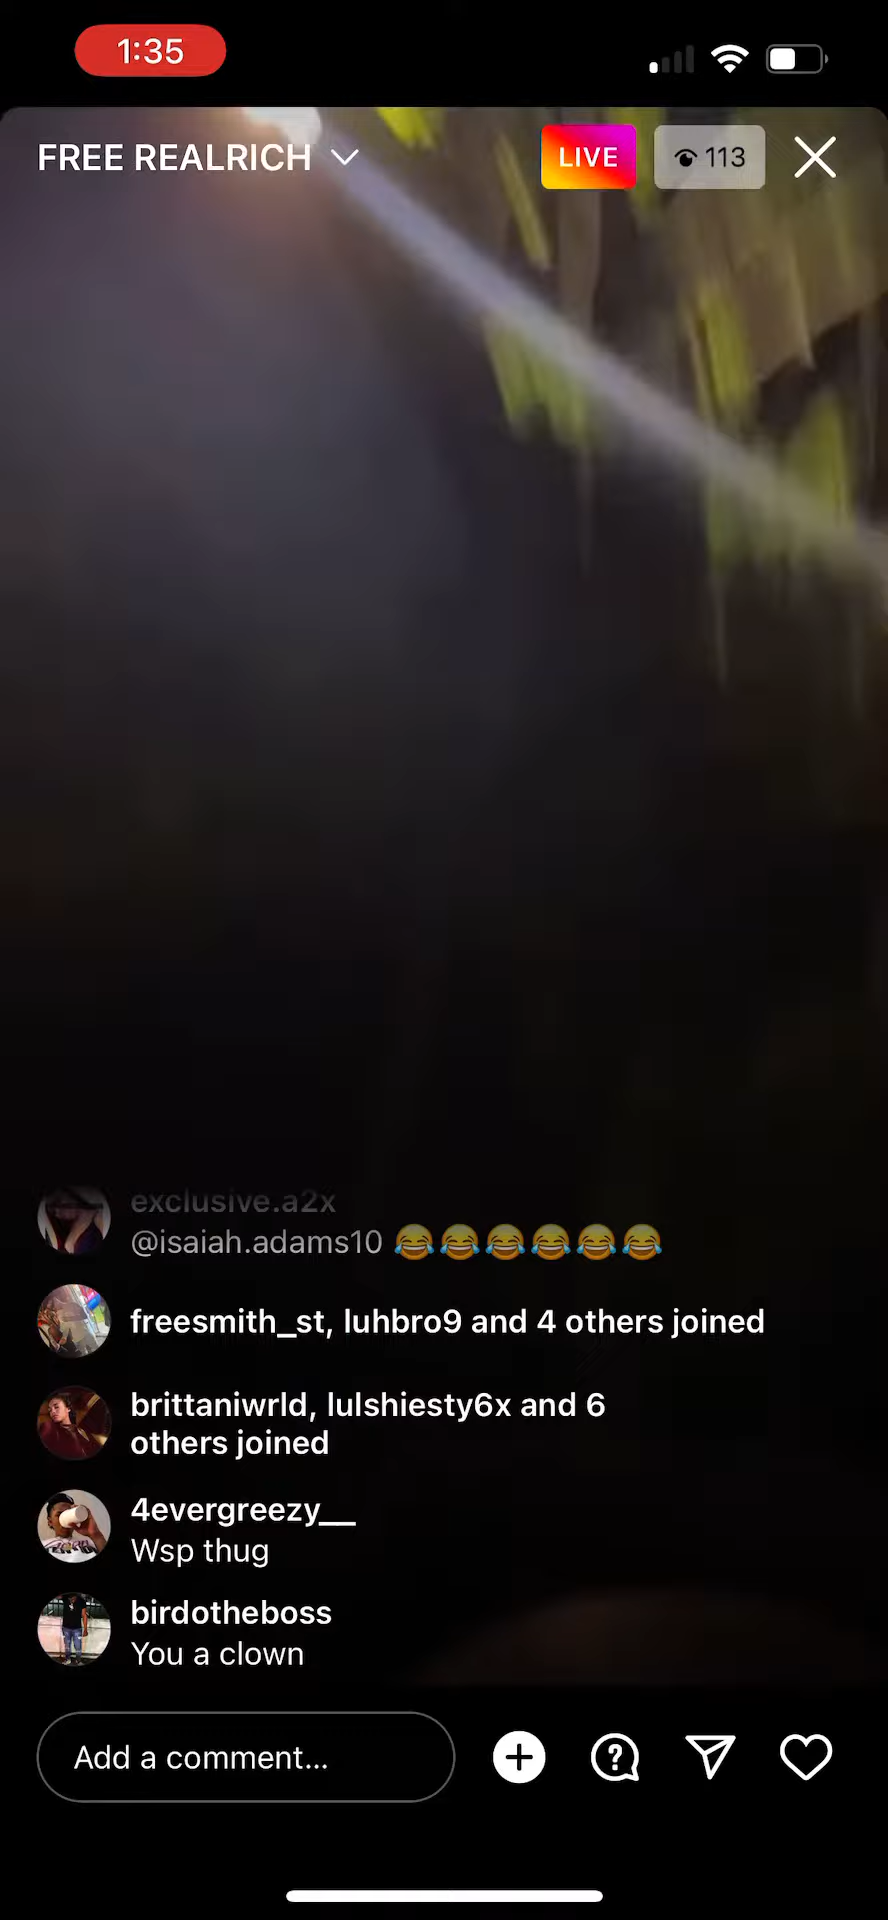 1:35
FREE REALRICH
LIVE
113
exclusive.a2x
@isaiah.adams10 😂😂😂😂😂😂
freesmith_st, luhbro9 and 4 others joined
brittaniwrld, lulshiesty6x and 6
others joined
4evergreezy__
Wsp thug
birdotheboss
You a clown
Add a comment...